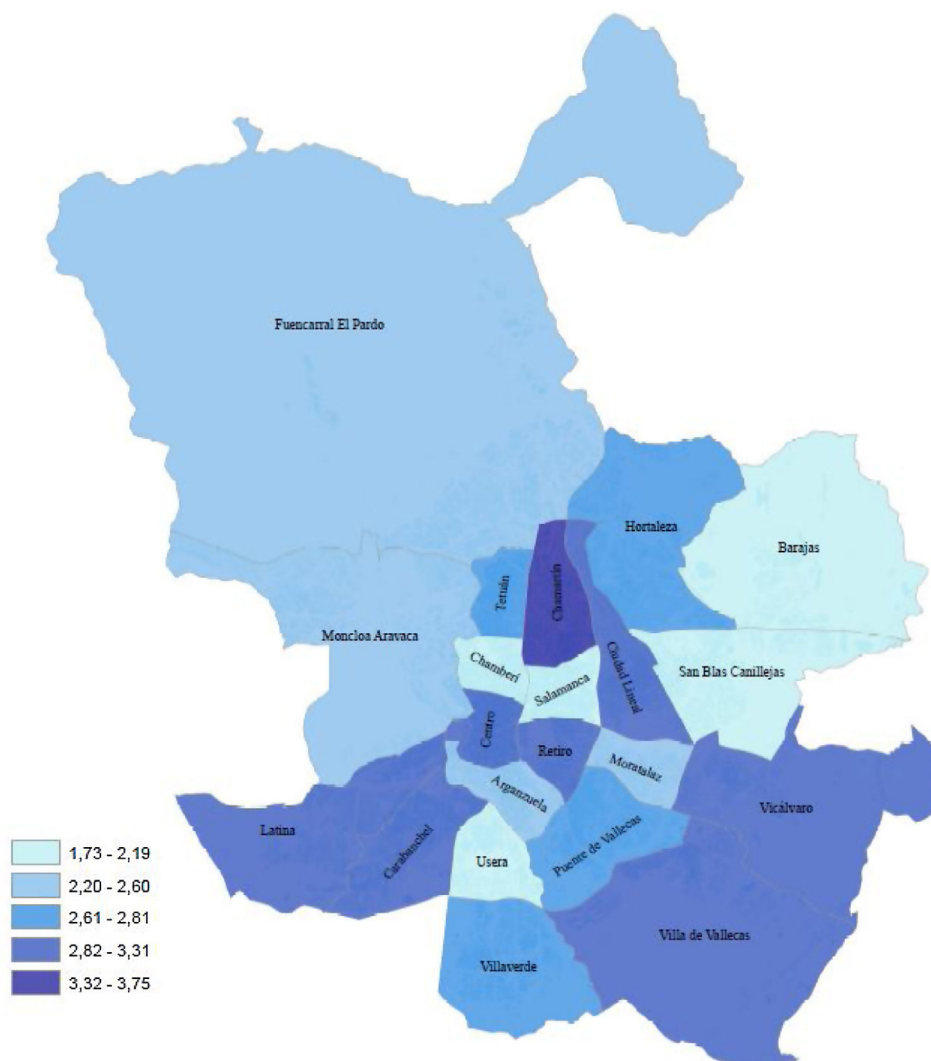 Fuencarral El Pardo
Hortaleza
Barajas
Tetuán
Chamartín
Moncloa Aravaca
Chamberí
Salamanca
Ciudad Lineal
San Blas Canillejas
Centro
Retiro
Moratalaz
Arganzuela
Vicálvaro
Latina
Carabanchel
Puente de Vallecas
Usera
Villa de Vallecas
Villaverde
1,73 - 2,19
2,20 - 2,60
2,61 - 2,81
2,82 - 3,31
3,32 - 3,75